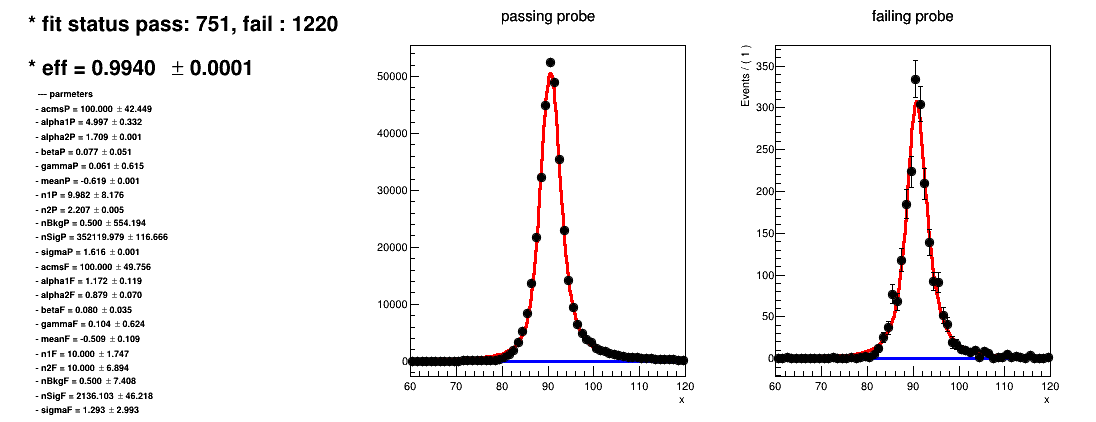 * fit status pass: 751, fail : 1220
* eff = 0.9940 ± 0.0001
--- parmeters
- acmsP = 100.000 ± 42.449
- alpha1P = 4.997 ± 0.332
- alpha2P = 1.709 ± 0.001
- betaP = 0.077 ± 0.051
- gammaP = 0.061 ± 0.615
- meanP = -0.619 ± 0.001
- n1P = 9.982 ± 8.176
- n2P = 2.207 ± 0.005
- nBkgP = 0.500 ± 554.194
- nSigP = 352119.979 ± 116.666
- sigmaP = 1.616 ± 0.001
- acmsF = 100.000 ± 49.756
- alpha1F = 1.172 ± 0.119
- alpha2F = 0.879 ± 0.070
- betaF = 0.080 ± 0.035
- gammaF = 0.104 ± 0.624
- meanF = -0.509 ± 0.109
- n1F = 10.000 ± 1.747
- n2F = 10.000 ± 6.894
- nBkgF = 0.500 ± 7.408
- nSigF = 2136.103 ± 46.218
- sigmaF = 1.293 ± 2.993
passing probe
50000
40000
30000
20000
10000
0
60 70 80 90 100 110 120
x
failing probe
Events / ( 1 )
350
300
250
200
150
100
50
0
60 70 80 90 100 110 120
x